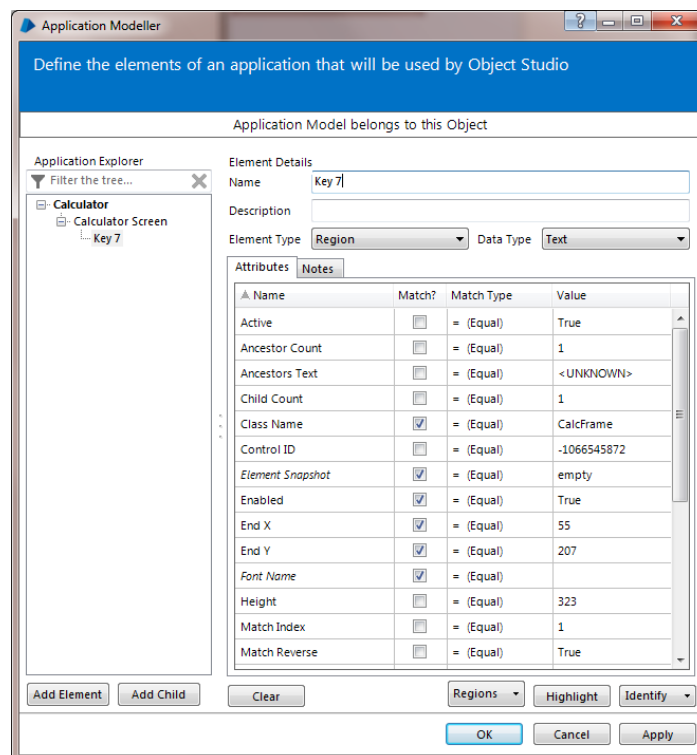 Application Modeller
Define the elements of an application that will be used by Object Studio
Application Model belongs to this Object
Application Explorer
Filter the tree...
Calculator
Calculator Screen
Key 7
Element Details
Name Key 7
Description
Element Type Region Data Type Text
Attributes Notes
Name Match? Match Type Value
Active = (Equal) True
Ancestor Count = (Equal) 1
Ancestors Text = (Equal) <UNKNOWN>
Child Count = (Equal) 1
Class Name = (Equal) CalcFrame
Control ID = (Equal) -1066545872
Element Snapshot = (Equal) empty
Enabled = (Equal) True
End X = (Equal) 55
End Y = (Equal) 207
Font Name = (Equal)
Height = (Equal) 323
Match Index = (Equal) 1
Match Reverse = (Equal) True
Add Element Add Child Clear Regions Highlight Identify
OK Cancel Apply